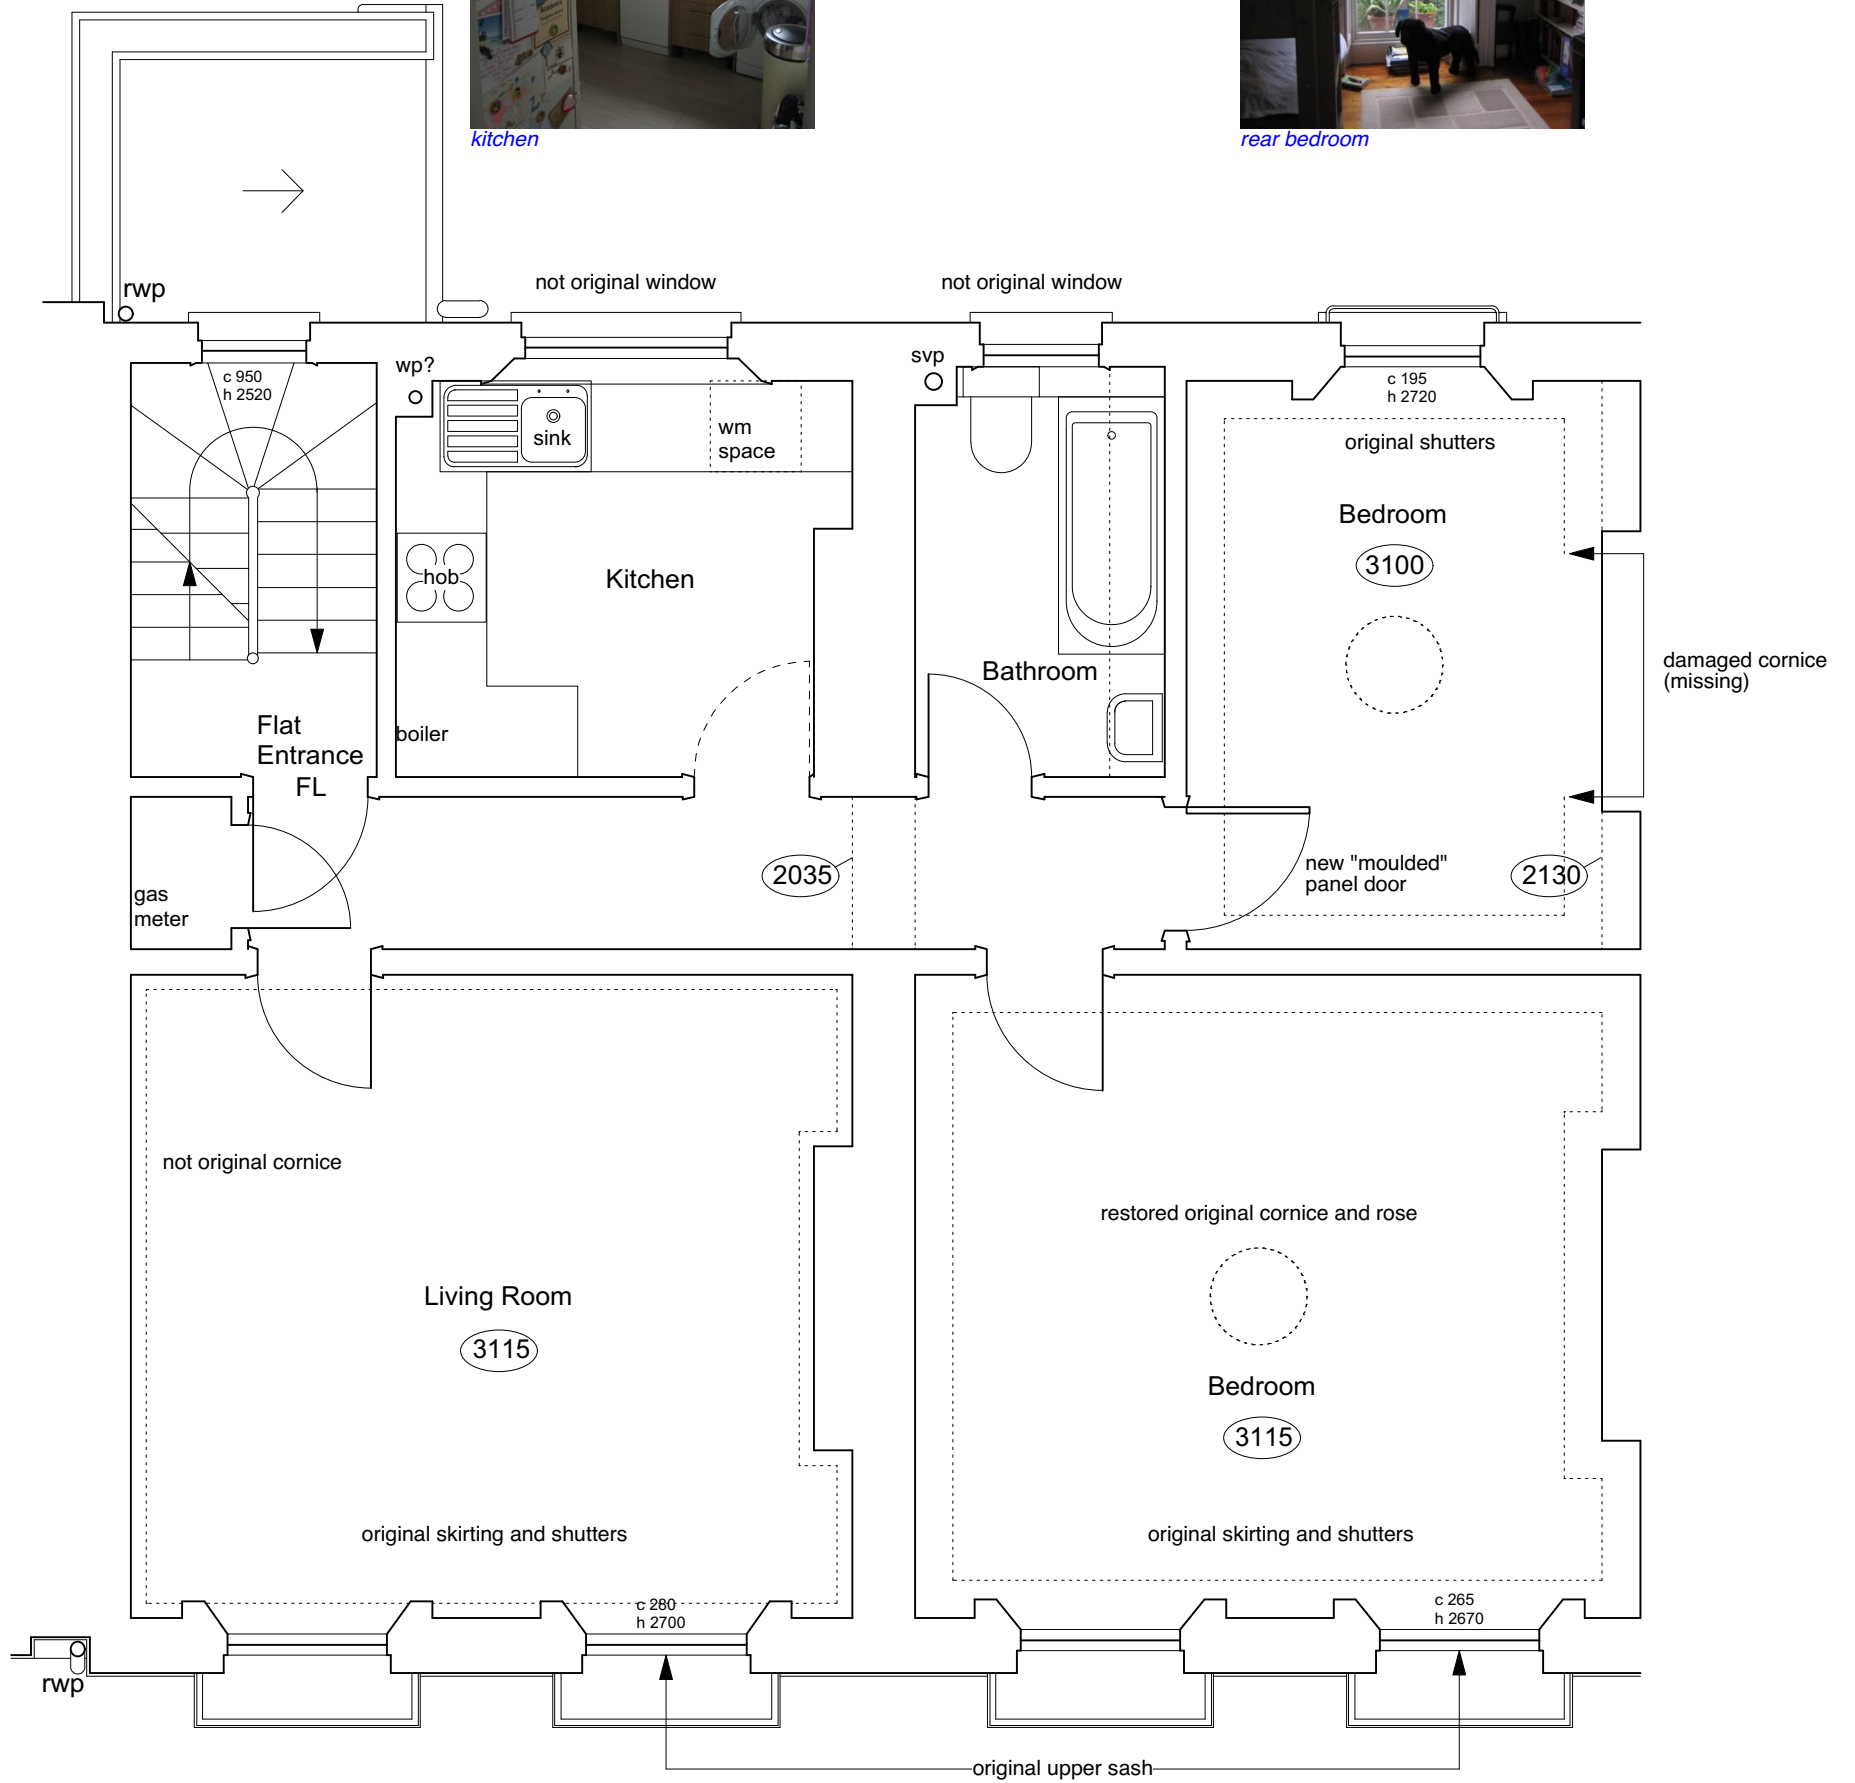 kitchen
rear bedroom
rwp
not original window
not original window
wp?
svp
c 950
h 2520
c 195
h 2720
sink
wm
space
original shutters
Bedroom
3100
hob
Kitchen
Bathroom
damaged cornice
(missing)
Flat
Entrance
FL
boiler
gas
meter
2035
new "moulded"
panel door
2130
not original cornice
restored original cornice and rose
Living Room
3115
Bedroom
3115
original skirting and shutters
original skirting and shutters
c 280
h 2700
c 265
h 2670
rwp
original upper sash